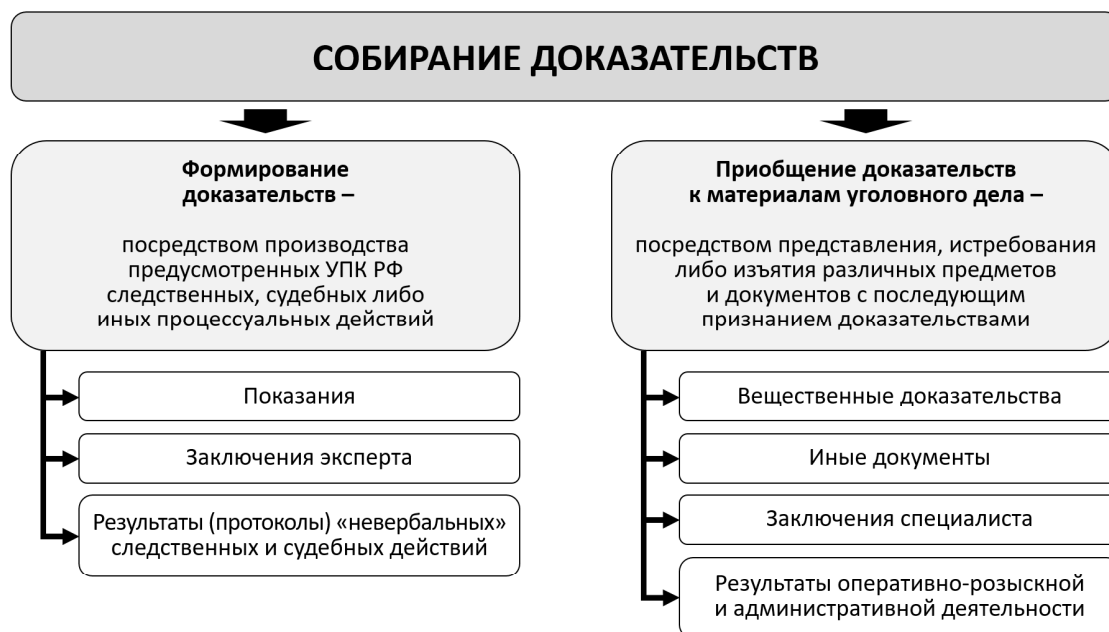 СОБИРАНИЕ ДОКАЗАТЕЛЬСТВ
Формирование
доказательств –
посредством производства
предусмотренных УПК РФ
следственных, судебных либо
иных процессуальных действий
Показания
Заключения эксперта
Результаты (протоколы) «невербальных»
следственных и судебных действий
Приобщение доказательств
к материалам уголовного дела –
посредством представления, истребования
либо изъятия различных предметов
и документов с последующим
признанием доказательствами
Вещественные доказательства
Иные документы
Заключения специалиста
Результаты оперативно-розыскной
и административной деятельности